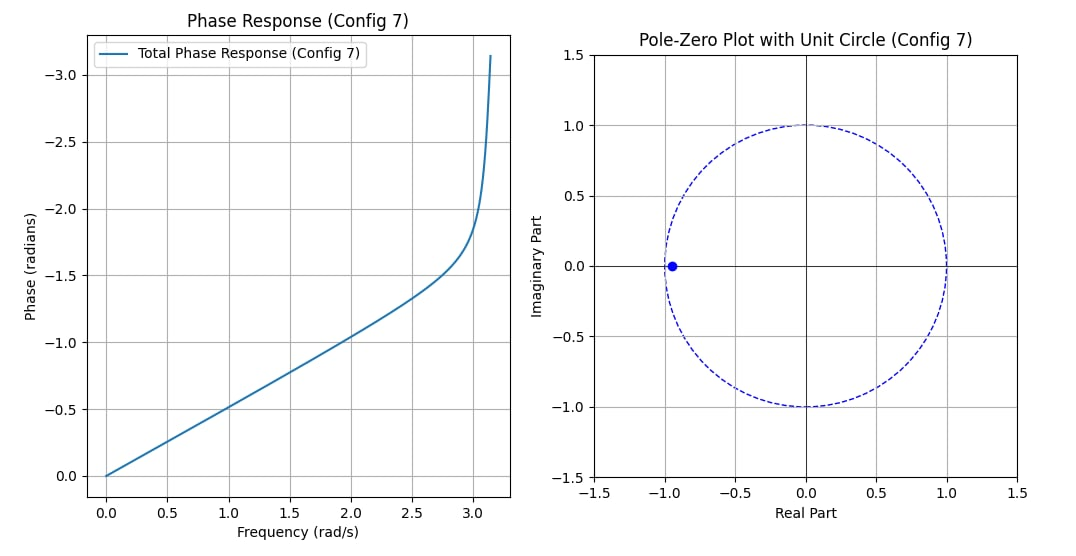 Phase Response (Config 7)
Total Phase Response (Config 7)
−3.0
−2.5
−2.0
−1.5
−1.0
−0.5
0.0
Phase (radians)
0.0 0.5 1.0 1.5 2.0 2.5 3.0
Frequency (rad/s)
Pole-Zero Plot with Unit Circle (Config 7)
1.5
1.0
0.5
0.0
−0.5
−1.0
−1.5
Imaginary Part
−1.5 −1.0 −0.5 0.0 0.5 1.0 1.5
Real Part